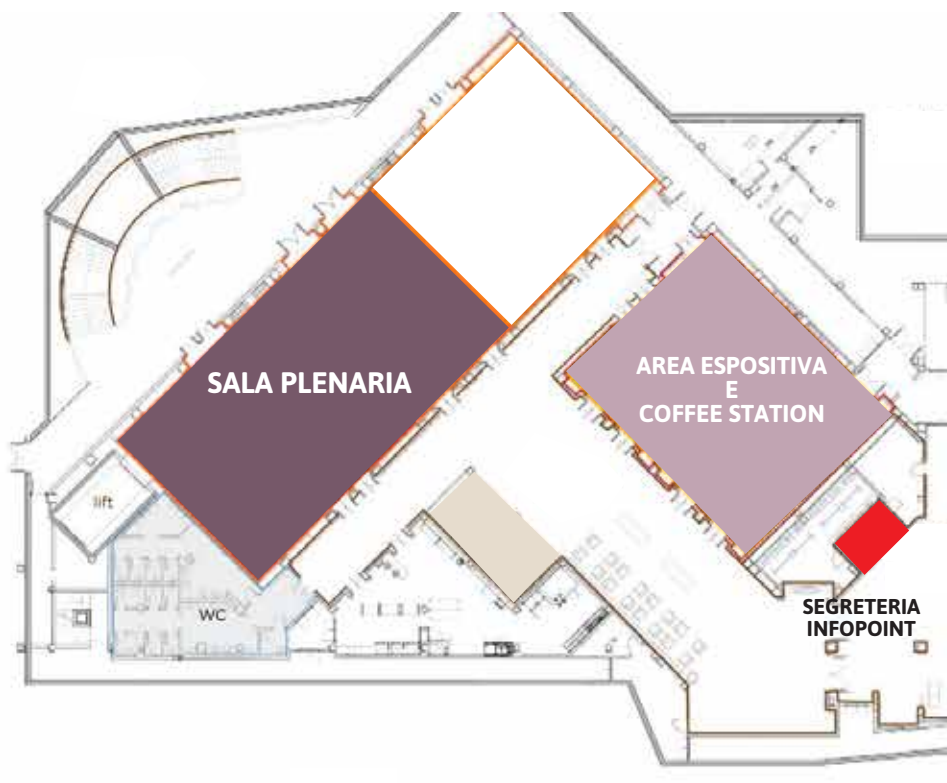 SALA PLENARIA
AREA ESPOSITIVA
E
COFFEE STATION
lift
WC
SEGRETERIA
INFOPOINT